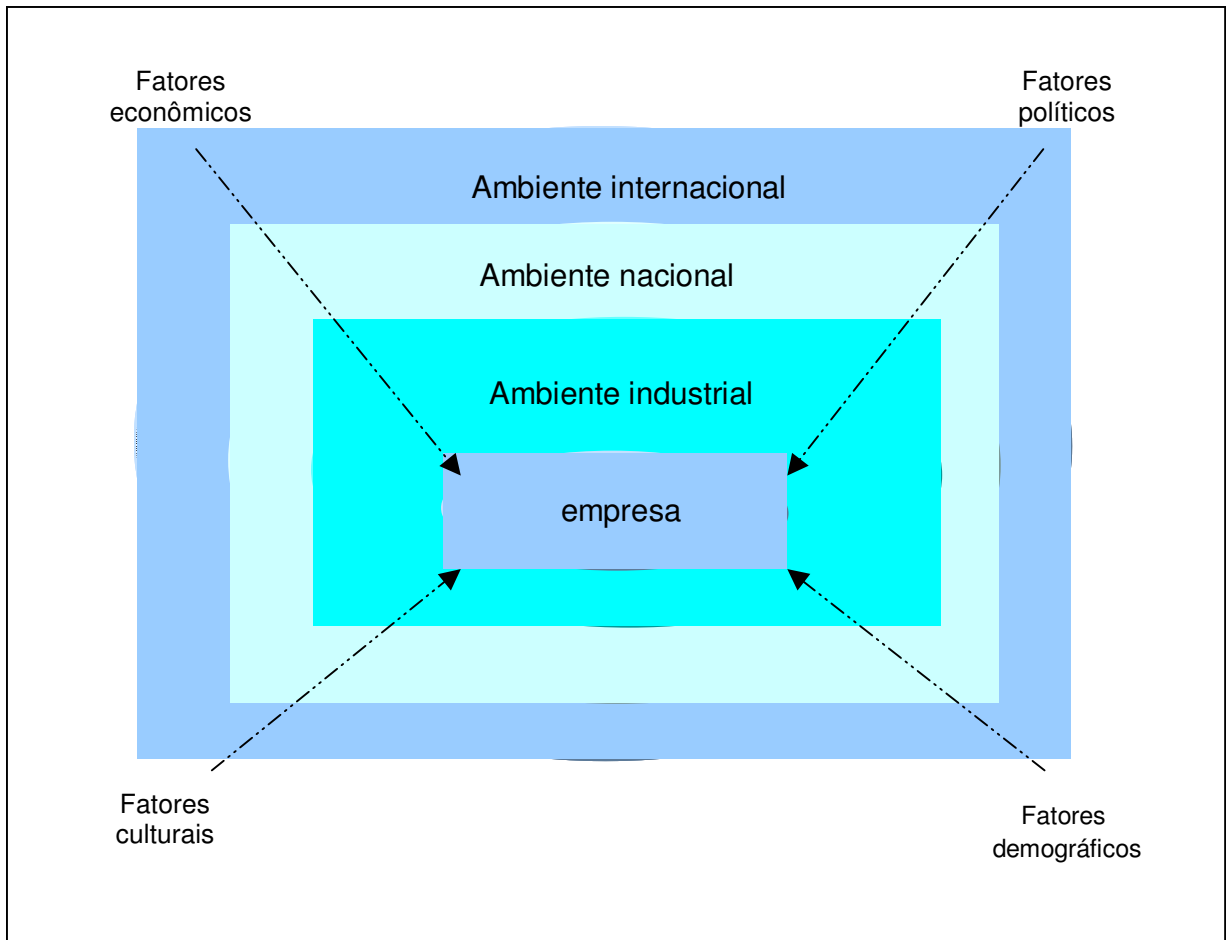 Fatores
econômicos
Fatores
políticos
Ambiente internacional
Ambiente nacional
Ambiente industrial
empresa
Fatores
culturais
Fatores
demográficos